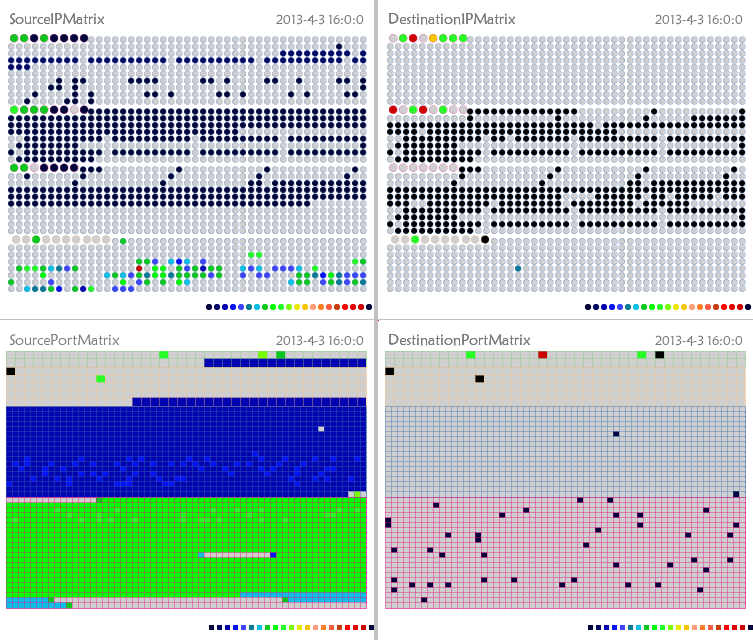 SourceIPMatrix 2013-4-3 16:0:0
DestinationIPMatrix 2013-4-3 16:0:0
SourcePortMatrix 2013-4-3 16:0:0
DestinationPortMatrix 2013-4-3 16:0:0